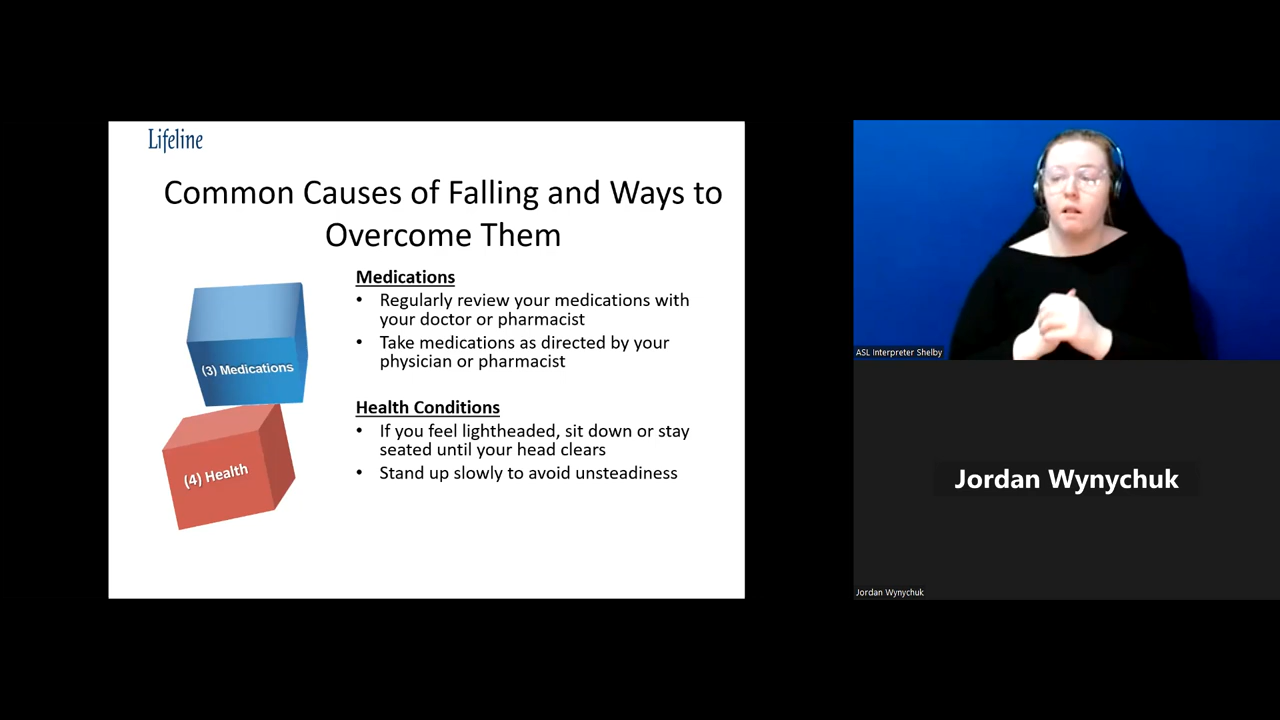 Lifeline
Common Causes of Falling and Ways to
Overcome Them
Medications
• Regularly review your medications with
your doctor or pharmacist
• Take medications as directed by your
physician or pharmacist
(3) Medications
Health Conditions
• If you feel lightheaded, sit down or stay
seated until your head clears
• Stand up slowly to avoid unsteadiness
(4) Health
ASL Interpreter Shelby
Jordan Wynychuk
Jordan Wynychuk